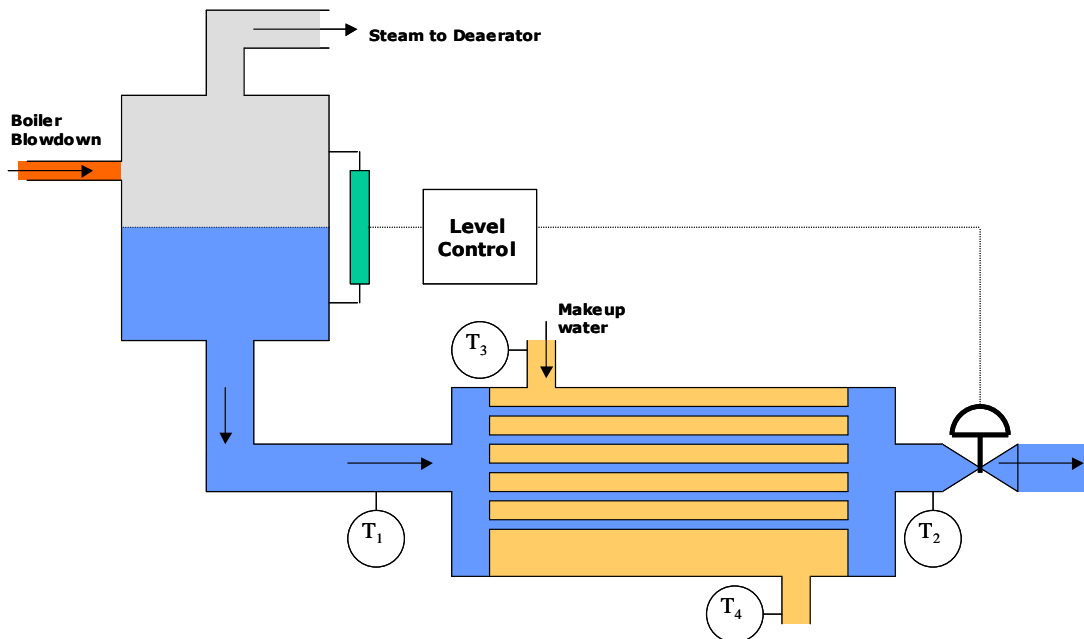 Steam to Deaerator
Boiler
Blowdown
Level
Control
Makeup
water
T₃
T₁
T₂
T₄